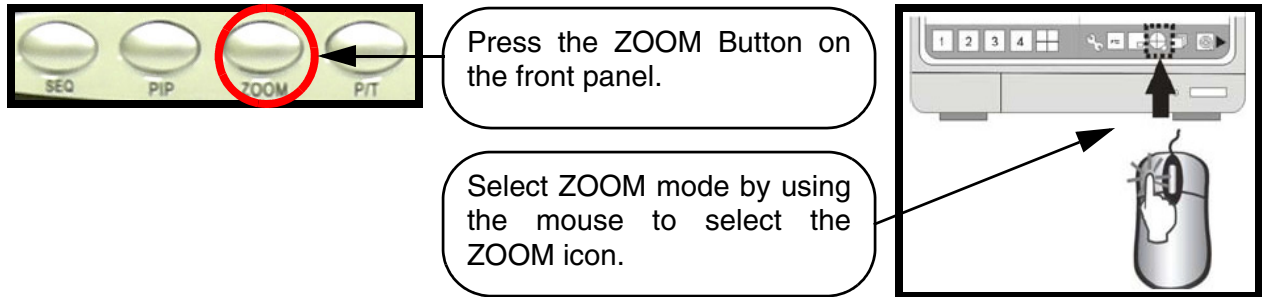 SEQ PIP ZOOM P/T
Press the ZOOM Button on
the front panel.
Select ZOOM mode by using
the mouse to select the
ZOOM icon.
1 2 3 4